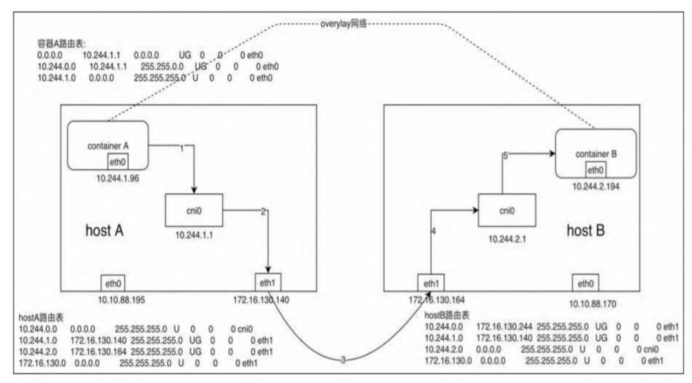 overylay网络
容器A路由表:
0.0.0.0 10.244.1.1 0.0.0.0 UG 0 0 0 eth0
10.244.0.0 10.244.1.1 255.255.0.0 UG 0 0 0 eth0
10.244.1.0 0.0.0.0 255.255.255.0 U 0 0 0 eth0
container A
eth0
10.244.1.96
1
cni0
10.244.1.1
2
host A
eth0
10.10.88.195
eth1
172.16.130.140
container B
eth0
10.244.2.194
5
cni0
10.244.2.1
4
host B
eth1
172.16.130.164
eth0
10.10.88.170
3
hostA路由表
10.244.0.0 0.0.0.0 255.255.255.0 U 0 0 0 cni0
10.244.1.0 172.16.130.140 255.255.255.0 UG 0 0 0 eth1
10.244.2.0 172.16.130.164 255.255.255.0 UG 0 0 0 eth1
172.16.130.0 0.0.0.0 255.255.255.0 U 0 0 0 eth1
hostB路由表
10.244.0.0 172.16.130.244 255.255.255.0 UG 0 0 0 eth1
10.244.1.0 172.16.130.140 255.255.255.0 UG 0 0 0 eth1
10.244.2.0 0.0.0.0 255.255.255.0 U 0 0 0 cni0
172.16.130.0 0.0.0.0 255.255.255.0 U 0 0 0 eth1